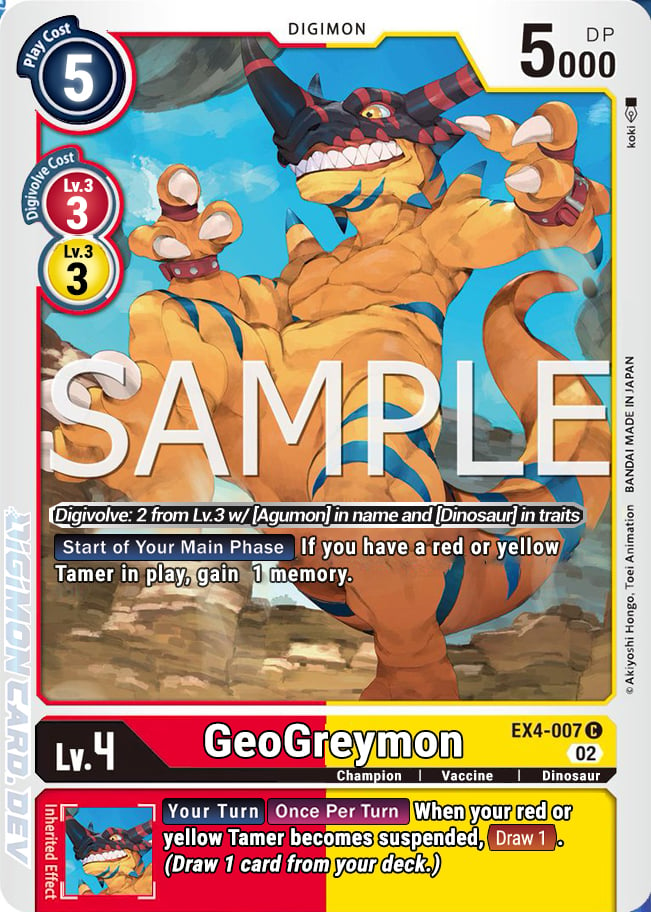 DIGIMON
Play Cost
5
DP
5000
koki
Digivolve Cost
Lv.3
3
Lv.3
3
SAMPLE
Digivolve: 2 from Lv.3 w/ [Agumon] in name and [Dinosaur] in traits
Start of Your Main Phase If you have a red or yellow
Tamer in play, gain 1 memory.
© Akiyoshi Hongo, Toei Animation BANDAI MADE IN JAPAN
DIGIMONCARD.DEV
Lv.4
GeoGreymon
EX4-007 C
02
Champion | Vaccine | Dinosaur
Inherited Effect
Your Turn Once Per Turn When your red or
yellow Tamer becomes suspended, Draw 1.
(Draw 1 card from your deck.)